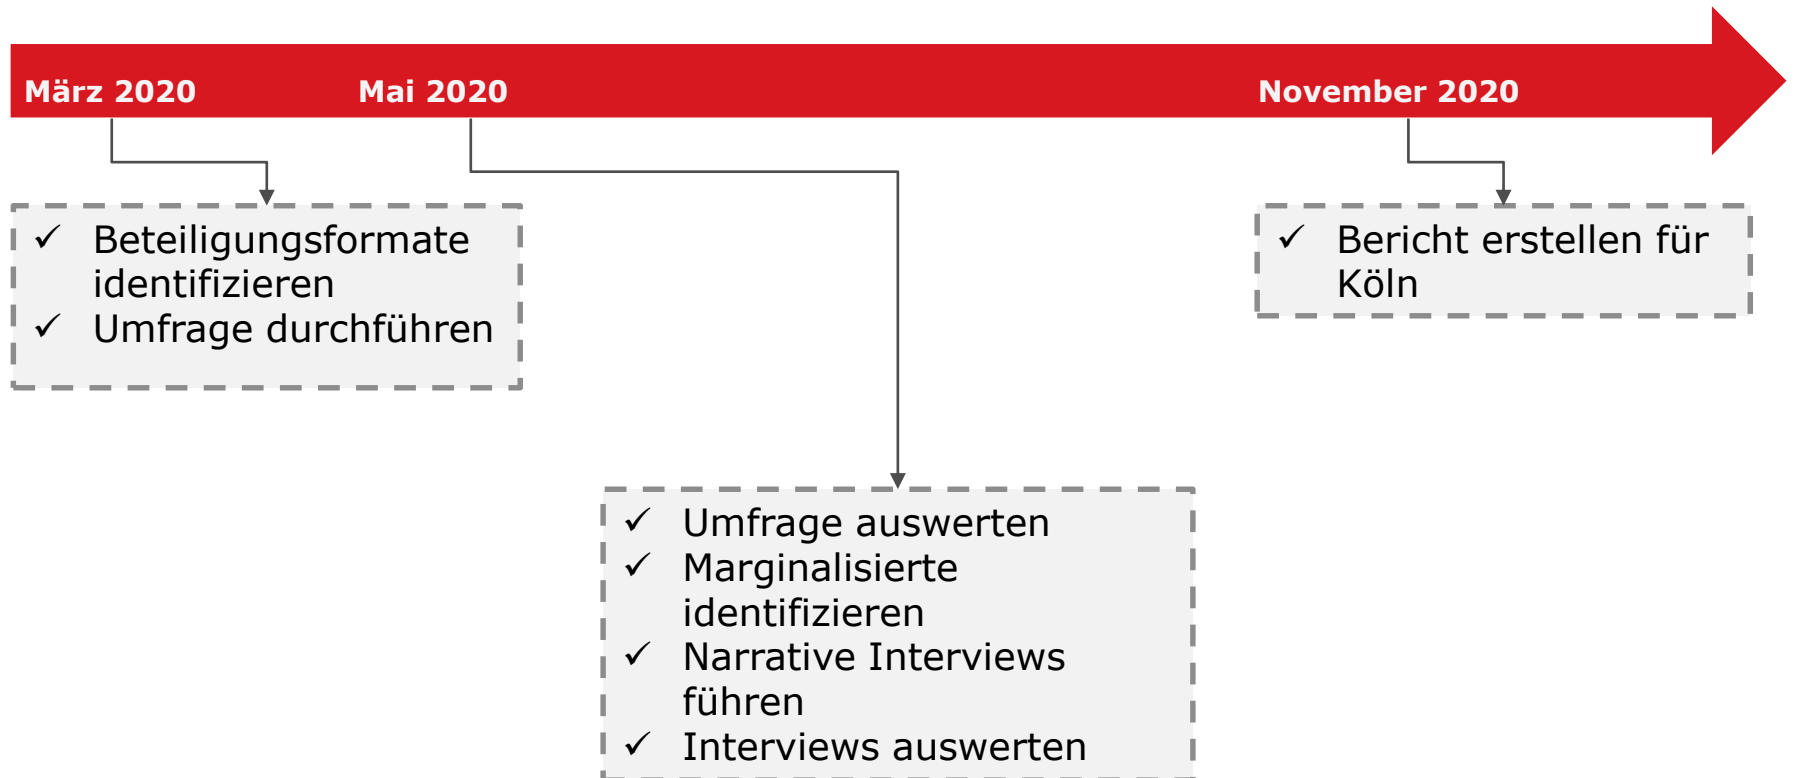 März 2020 Mai 2020 November 2020
✓ Beteiligungsformate
identifizieren
✓ Umfrage durchführen
✓ Bericht erstellen für
Köln
✓ Umfrage auswerten
✓ Marginalisierte
identifizieren
✓ Narrative Interviews
führen
✓ Interviews auswerten